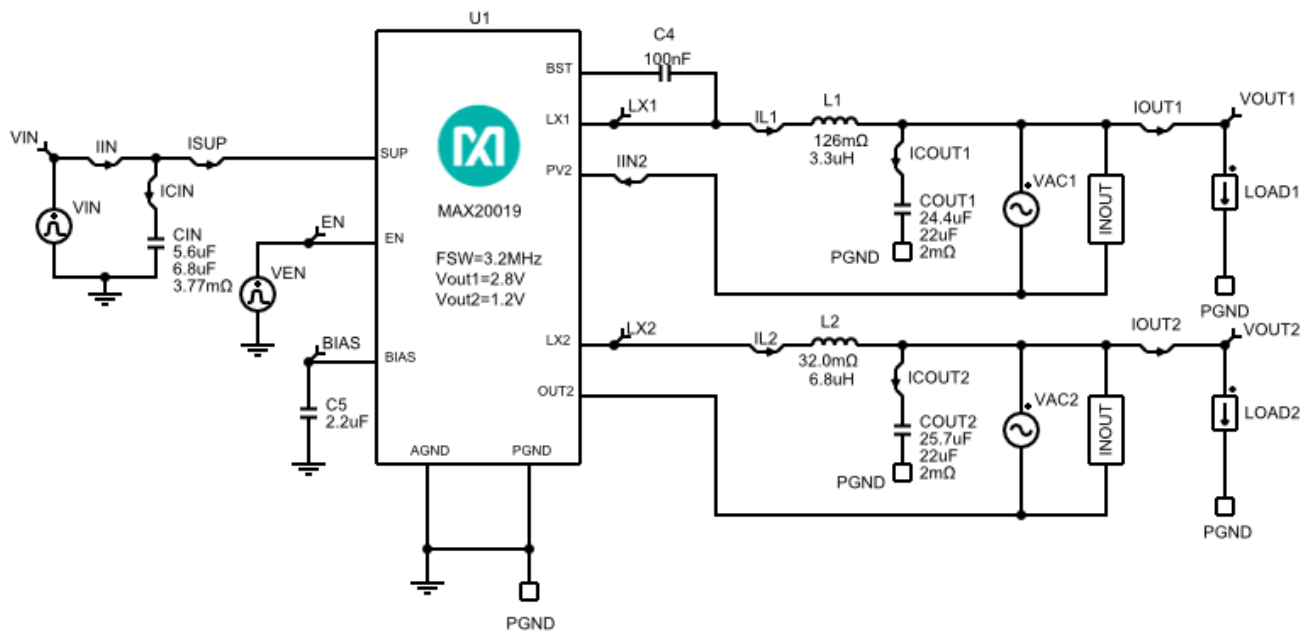 U1
C4
100nF
BST
LX1
LX1
IL1
L1
126mΩ
3.3uH
IOUT1
VOUT1
VIN
IIN
ISUP
SUP
PV2
IIN2
ICOUT1
ICIN
VIN
CIN
5.6uF
6.8uF
3.77mΩ
MAX20019
COUT1
24.4uF
22uF
2mΩ
PGND
VAC1
INOUT
LOAD1
PGND
EN
EN
VEN
FSW=3.2MHz
Vout1=2.8V
Vout2=1.2V
BIAS
BIAS
C5
2.2uF
LX2
LX2
IL2
L2
32.0mΩ
6.8uH
IOUT2
VOUT2
OUT2
ICOUT2
COUT2
25.7uF
22uF
2mΩ
PGND
VAC2
INOUT
LOAD2
PGND
AGND
PGND
PGND